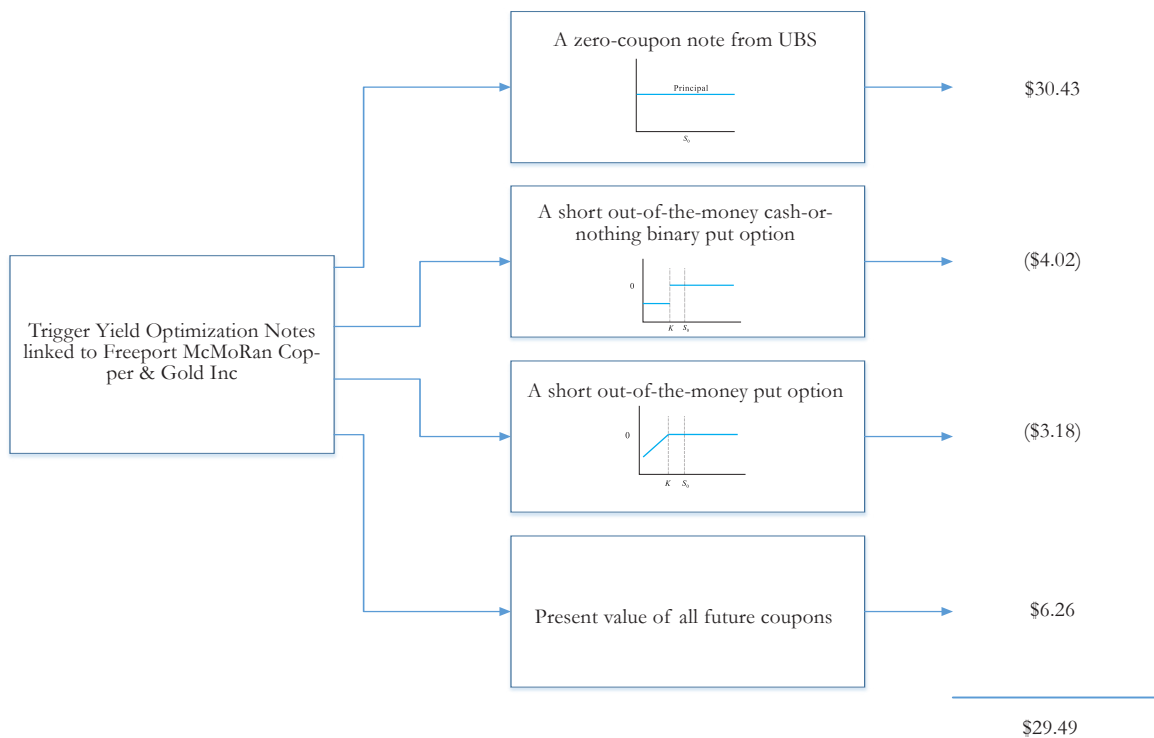 A zero-coupon note from UBS
Principal
S₀
$30.43
A short out-of-the-money cash-or-
nothing binary put option
0
K S₀
($4.02)
Trigger Yield Optimization Notes
linked to Freeport McMoRan Cop-
per & Gold Inc
A short out-of-the-money put option
0
K S₀
($3.18)
Present value of all future coupons
$6.26
$29.49